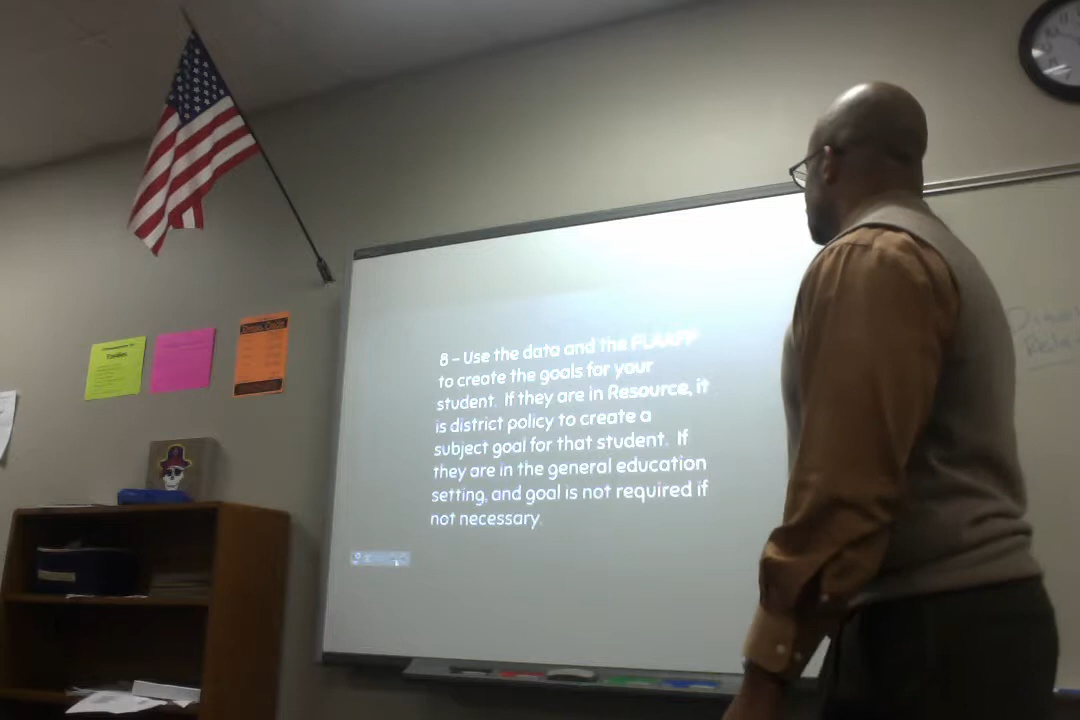 8 - Use the data and the FLAAFP
to create the goals for your
student. If they are in Resource, it
is district policy to create a
subject goal for that student. If
they are in the general education
setting, and goal is not required if
not necessary.